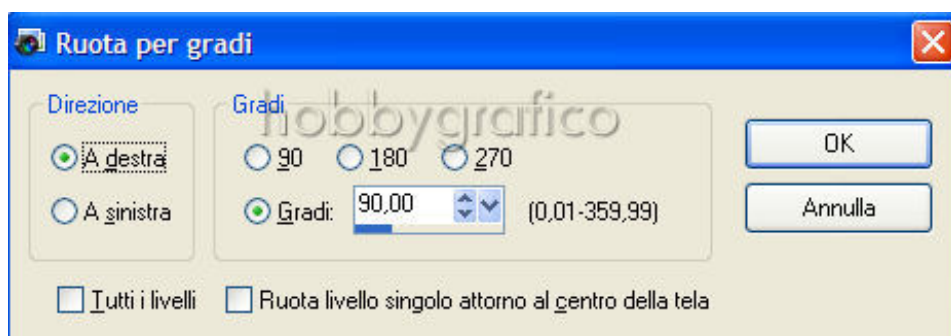 Ruota per gradi
Direzione
Gradi
hobbygrafico
A destra
90 180 270
A sinistra
Gradi: 90,00 (0,01-359,99)
OK
Annulla
Tutti i livelli
Ruota livello singolo attorno al centro della tela